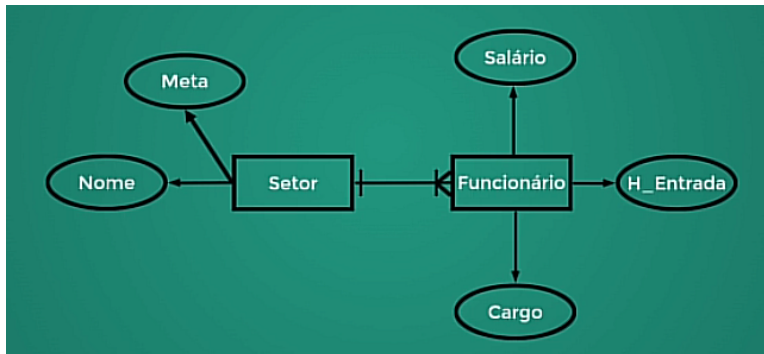 Salário
Meta
Nome
Setor
Funcionário
H_Entrada
Cargo